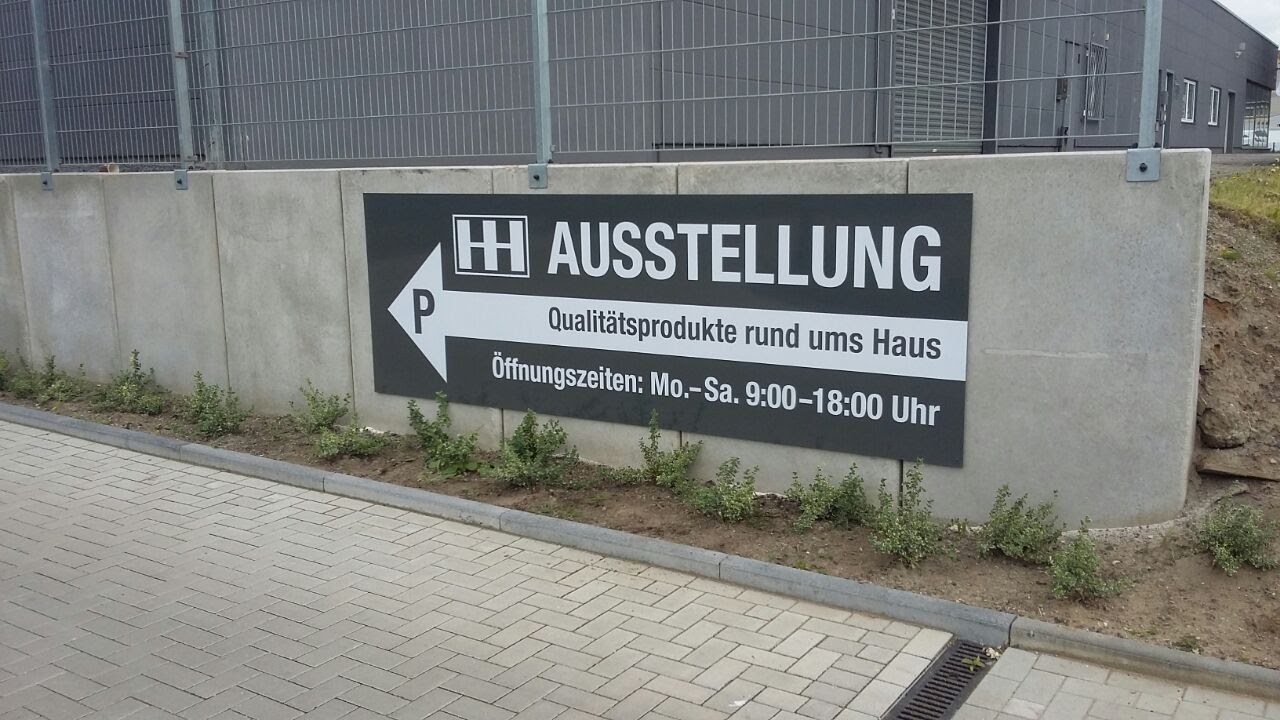 HH AUSSTELLUNG
P
Qualitätsprodukte rund ums Haus
Öffnungszeiten: Mo.–Sa. 9:00–18:00 Uhr